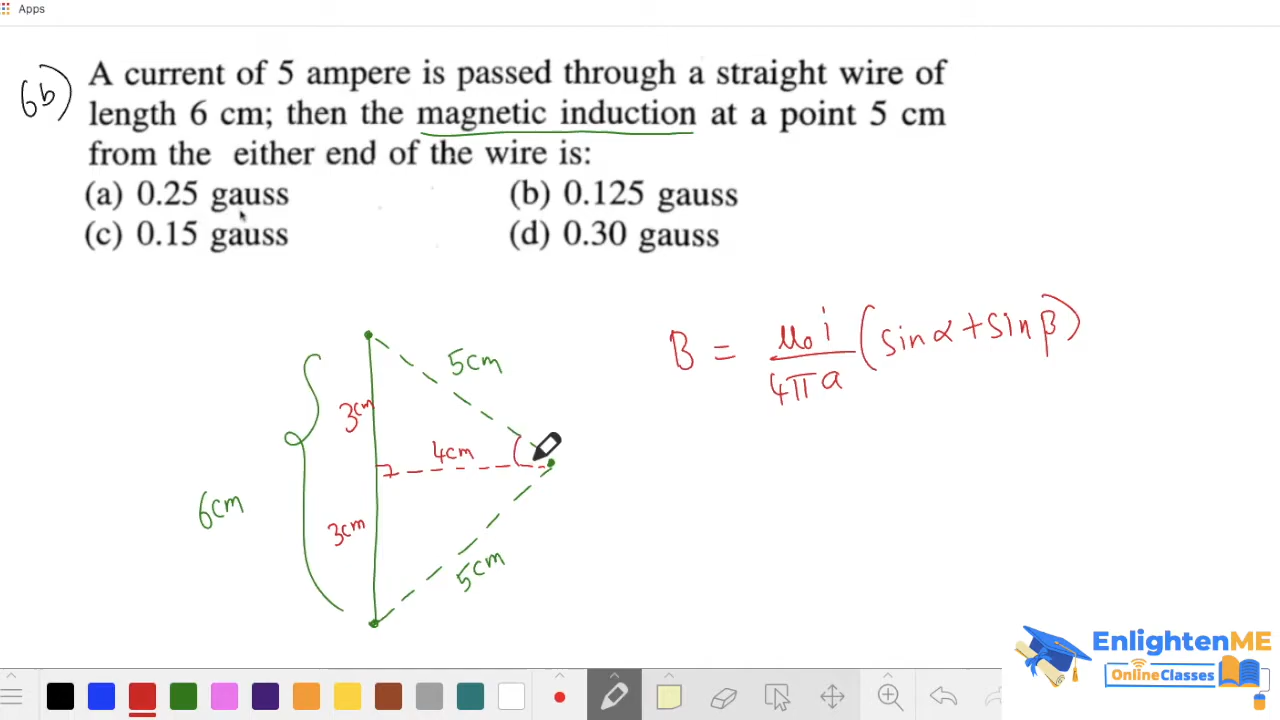 Apps
6b)
A current of 5 ampere is passed through a straight wire of
length 6 cm; then the magnetic induction at a point 5 cm
from the either end of the wire is:
(a) 0.25 gauss (b) 0.125 gauss
(c) 0.15 gauss (d) 0.30 gauss
B = μ₀i/4πa (sinα+sinβ)
5cm
3cm
4cm
6cm
3cm
5cm
EnlightenME
OnlineClasses